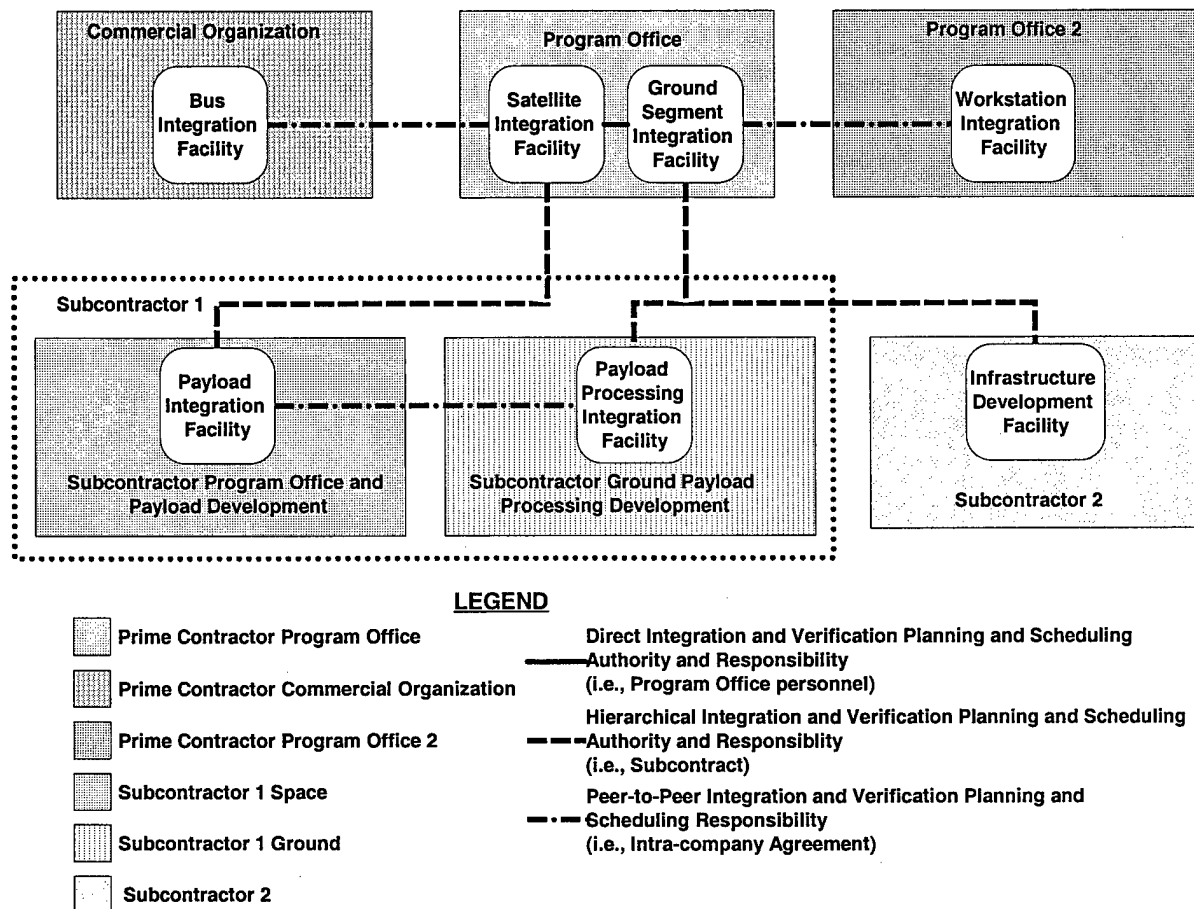 Commercial Organization
Program Office
Program Office 2
Bus
Integration
Facility
Satellite
Integration
Facility
Ground
Segment
Integration
Facility
Workstation
Integration
Facility
Subcontractor 1
Payload
Integration
Facility
Payload
Processing
Integration
Facility
Infrastructure
Development
Facility
Subcontractor Program Office and
Payload Development
Subcontractor Ground Payload
Processing Development
Subcontractor 2
LEGEND
Prime Contractor Program Office
Prime Contractor Commercial Organization
Prime Contractor Program Office 2
Subcontractor 1 Space
Subcontractor 1 Ground
Subcontractor 2
Direct Integration and Verification Planning and Scheduling
Authority and Responsibility
(i.e., Program Office personnel)
Hierarchical Integration and Verification Planning and Scheduling
Authority and Responsiblity
(i.e., Subcontract)
Peer-to-Peer Integration and Verification Planning and
Scheduling Responsibility
(i.e., Intra-company Agreement)